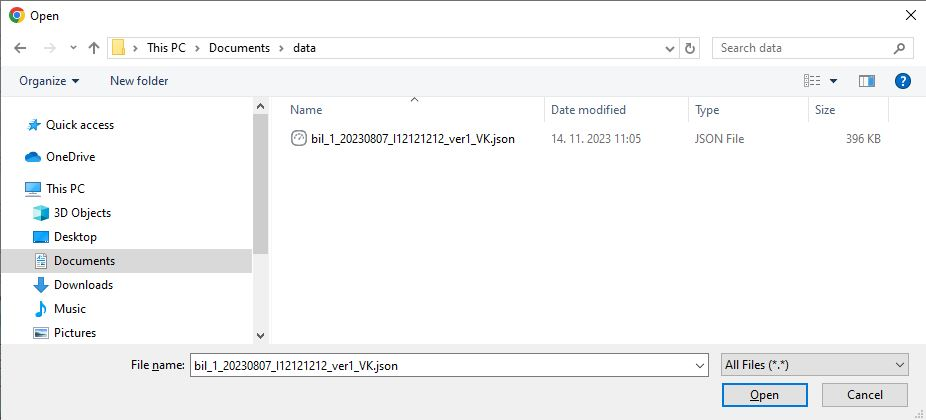 Open
This PC Documents data
Search data
Organize New folder
?
Name Date modified Type Size
Quick access
bil_1_20230807_I12121212_ver1_VK.json 14. 11. 2023 11:05 JSON File 396 KB
OneDrive
This PC
3D Objects
Desktop
Documents
Downloads
Music
Pictures
File name: bil_1_20230807_I12121212_ver1_VK.json All Files (*.*)
Open Cancel